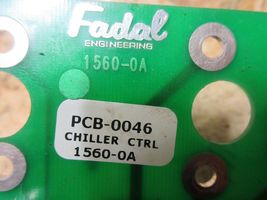 Fadal
ENGINEERING
1560-0A
PCB-0046
CHILLER CTRL
1560-0A